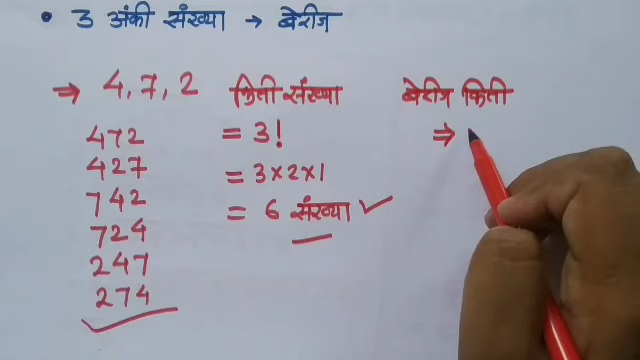 • 3 अंकी संख्या → बेरीज
⇒ 4, 7, 2 किती संख्या बेरीज किती
472 = 3! ⇒
427 = 3×2×1
742 = 6 संख्या ✓
724
247
274